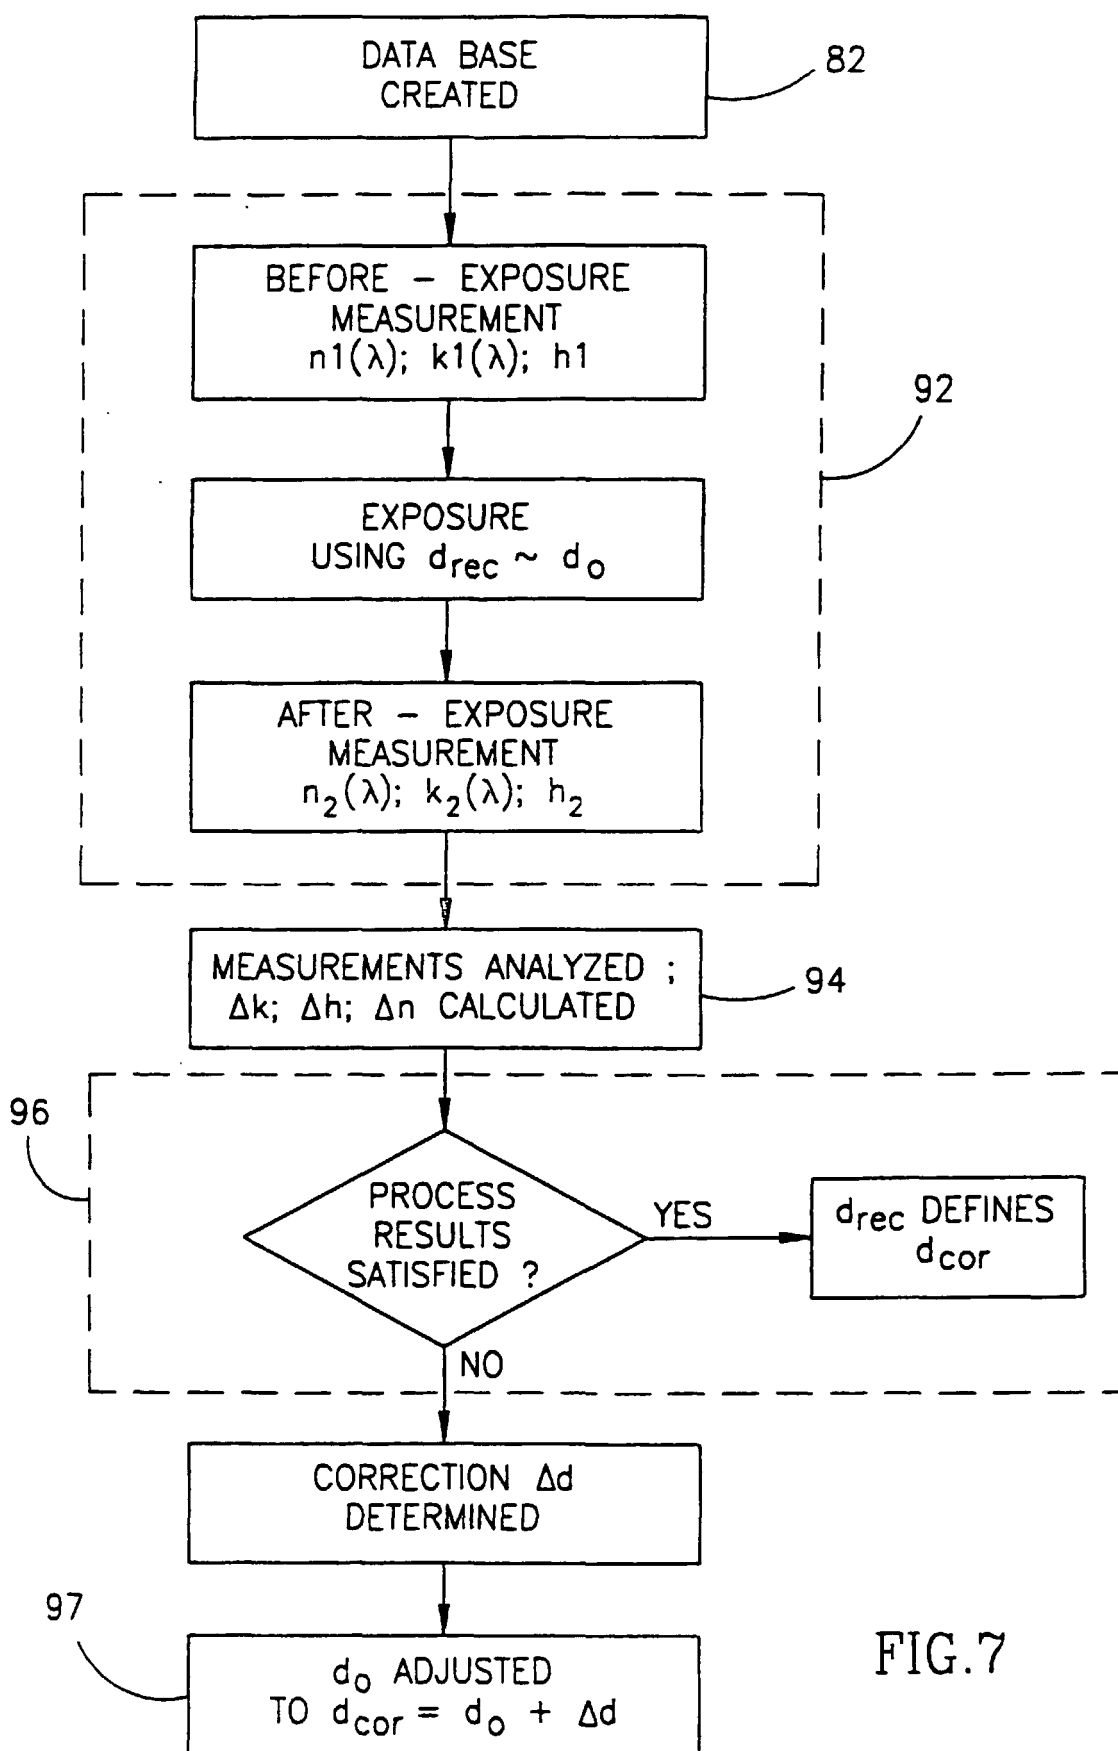 DATA BASE
CREATED
82
BEFORE – EXPOSURE
MEASUREMENT
n1(λ); k1(λ); h1
92
EXPOSURE
USING d_rec ~ d_o
AFTER – EXPOSURE
MEASUREMENT
n₂(λ); k₂(λ); h₂
MEASUREMENTS ANALYZED ;
Δk; Δh; Δn CALCULATED
94
96
PROCESS
RESULTS
SATISFIED ?
YES
d_rec DEFINES
d_cor
NO
CORRECTION Δd
DETERMINED
97
d_o ADJUSTED
TO d_cor = d_o + Δd
FIG.7